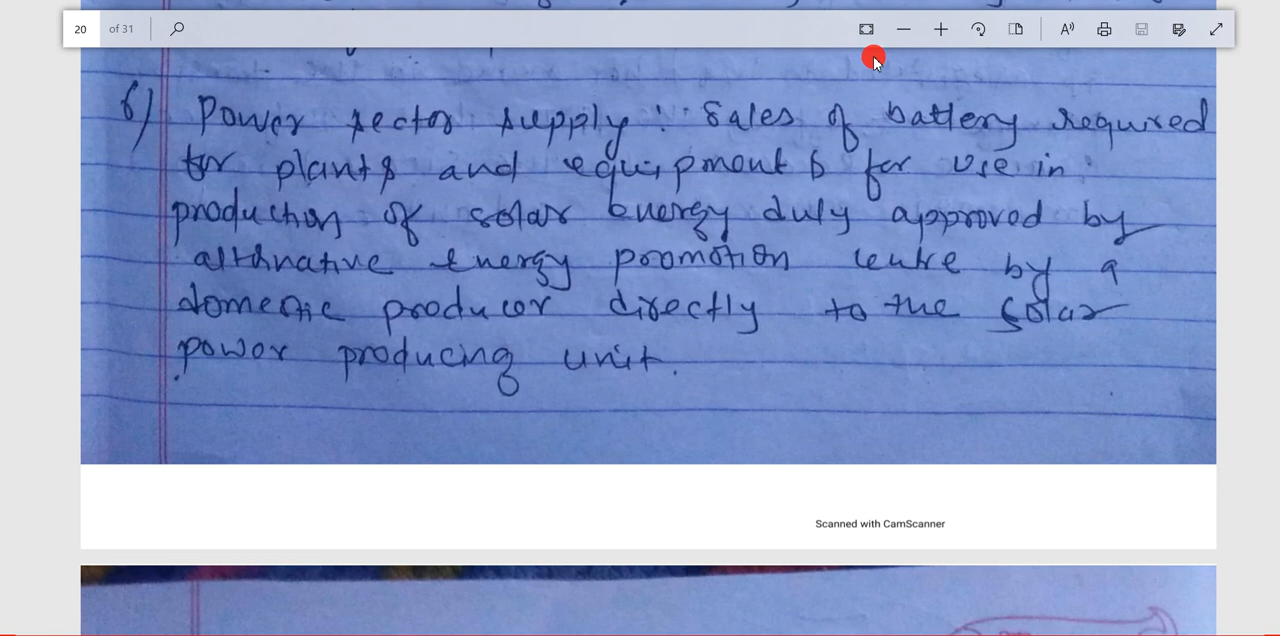 20 of 31
6) Power sector supply : Sales of battery required
for plants and equipments for use in
production of solar energy duly approved by
alternative energy promotion centre by a
domestic producer directly to the solar
power producing unit.
Scanned with CamScanner